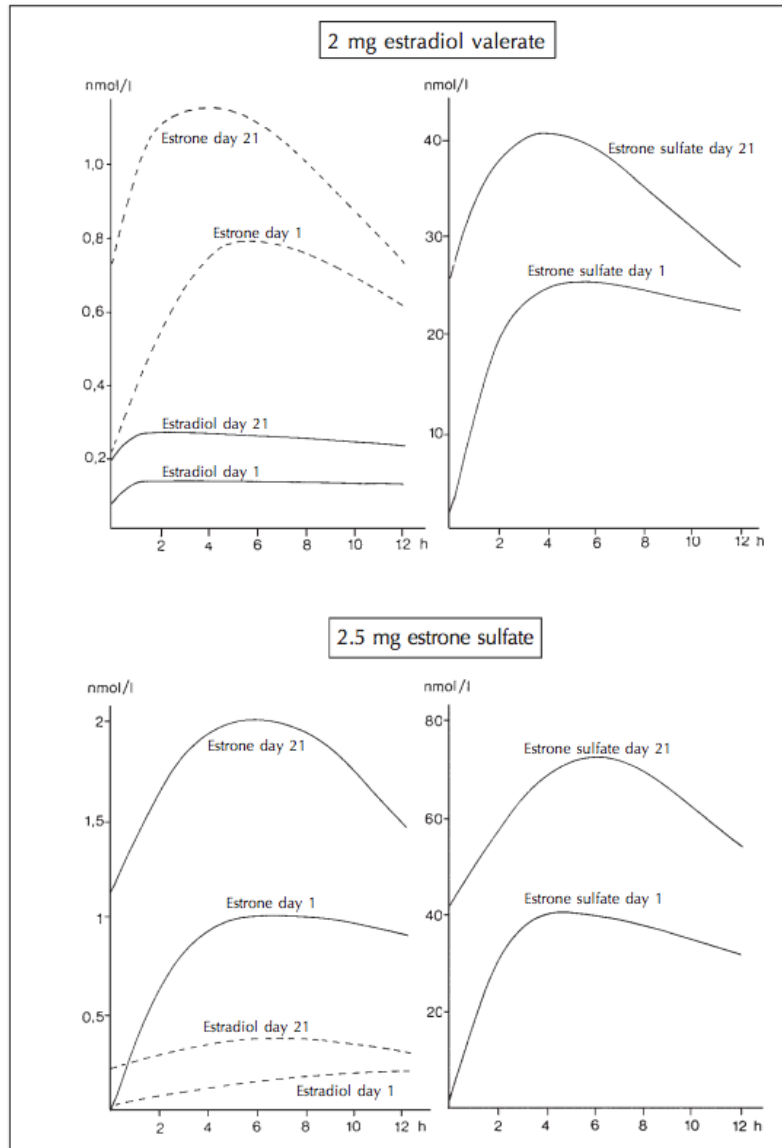 2 mg estradiol valerate
nmol/l
1,0
0,8
0,6
0,4
0,2
Estrone day 21
Estrone day 1
Estradiol day 21
Estradiol day 1
2 4 6 8 10 12 h
nmol/l
40
30
20
10
Estrone sulfate day 21
Estrone sulfate day 1
2 4 6 8 10 12 h
2.5 mg estrone sulfate
nmol/l
2
1,5
1
0,5
Estrone day 21
Estrone day 1
Estradiol day 21
Estradiol day 1
2 4 6 8 10 12 h
nmol/l
80
60
40
20
Estrone sulfate day 21
Estrone sulfate day 1
2 4 6 8 10 12 h